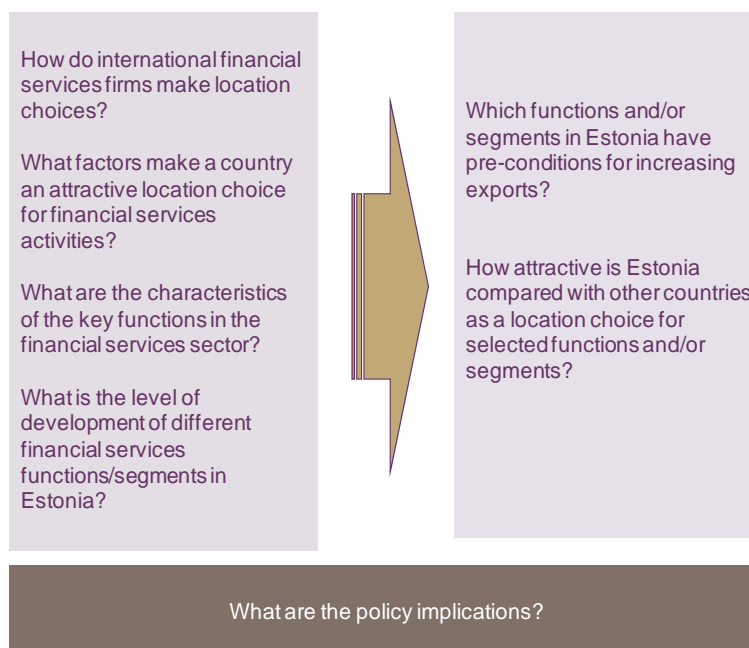 How do international financial
services firms make location
choices?
What factors make a country
an attractive location choice
for financial services
activities?
What are the characteristics
of the key functions in the
financial services sector?
What is the level of
development of different
financial services
functions/segments in
Estonia?
Which functions and/or
segments in Estonia have
pre-conditions for increasing
exports?
How attractive is Estonia
compared with other countries
as a location choice for
selected functions and/or
segments?
What are the policy implications?